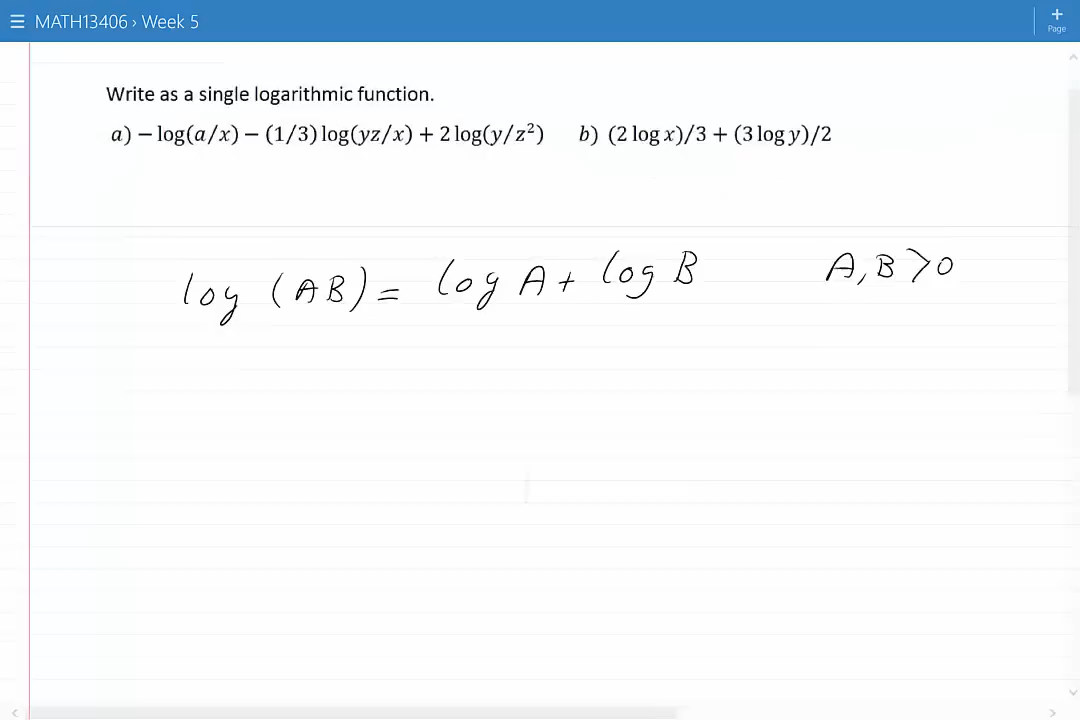 ☰ MATH13406 › Week 5
+ Page
Write as a single logarithmic function.
a) − log(a/x) − (1/3) log(yz/x) + 2 log(y/z²) b) (2 log x)/3 + (3 log y)/2
log (AB) = log A + log B A, B > 0